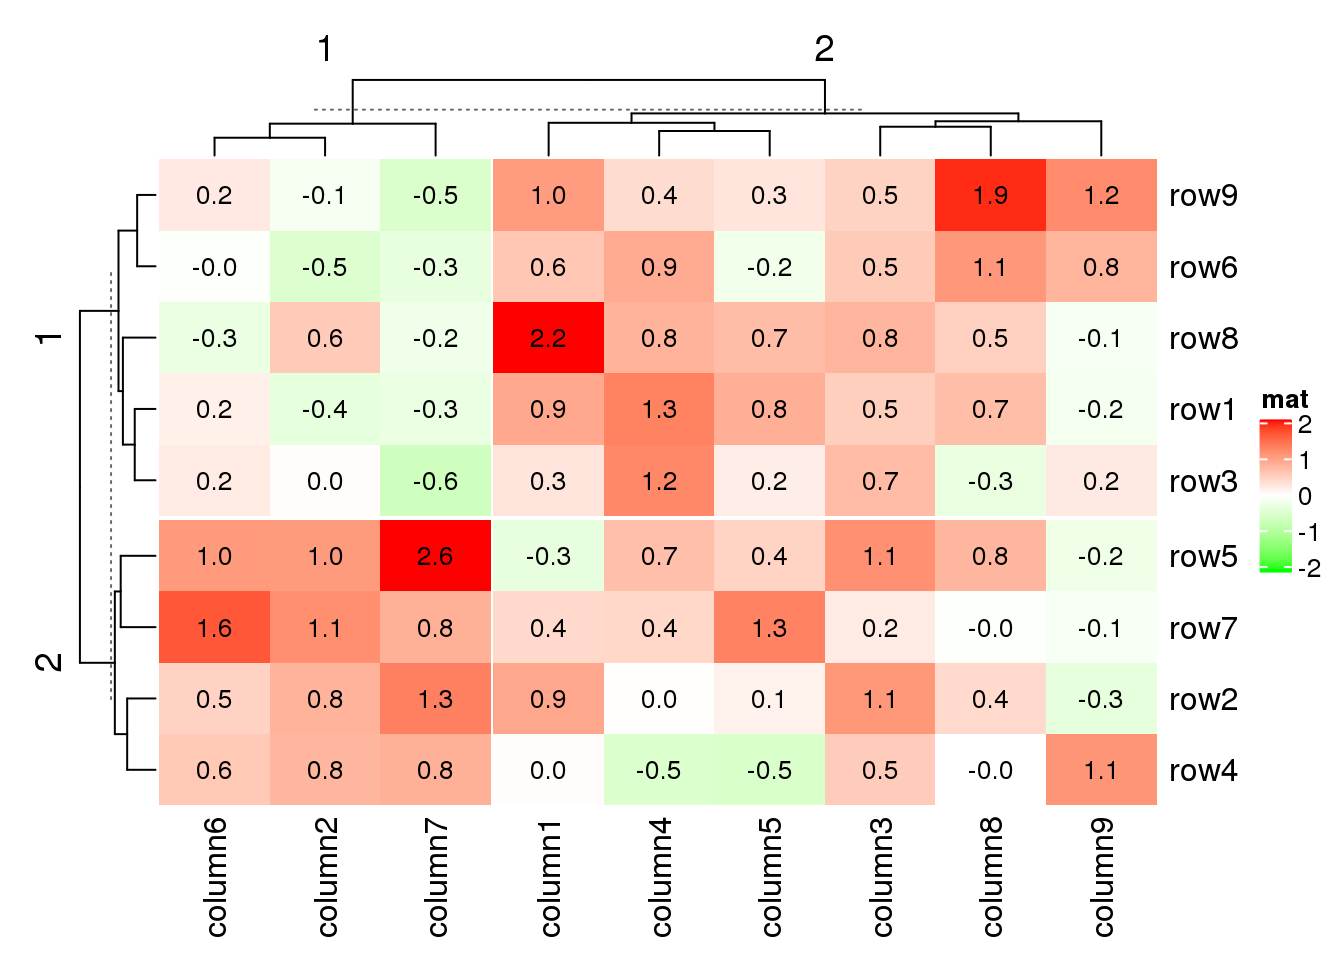 1 2
0.2 -0.1 -0.5 1.0 0.4 0.3 0.5 1.9 1.2 row9
-0.0 -0.5 -0.3 0.6 0.9 -0.2 0.5 1.1 0.8 row6
1
-0.3 0.6 -0.2 2.2 0.8 0.7 0.8 0.5 -0.1 row8
0.2 -0.4 -0.3 0.9 1.3 0.8 0.5 0.7 -0.2 row1
0.2 0.0 -0.6 0.3 1.2 0.2 0.7 -0.3 0.2 row3
1.0 1.0 2.6 -0.3 0.7 0.4 1.1 0.8 -0.2 row5
1.6 1.1 0.8 0.4 0.4 1.3 0.2 -0.0 -0.1 row7
2
0.5 0.8 1.3 0.9 0.0 0.1 1.1 0.4 -0.3 row2
0.6 0.8 0.8 0.0 -0.5 -0.5 0.5 -0.0 1.1 row4
column6 column2 column7 column1 column4 column5 column3 column8 column9
mat
2
1
0
-1
-2